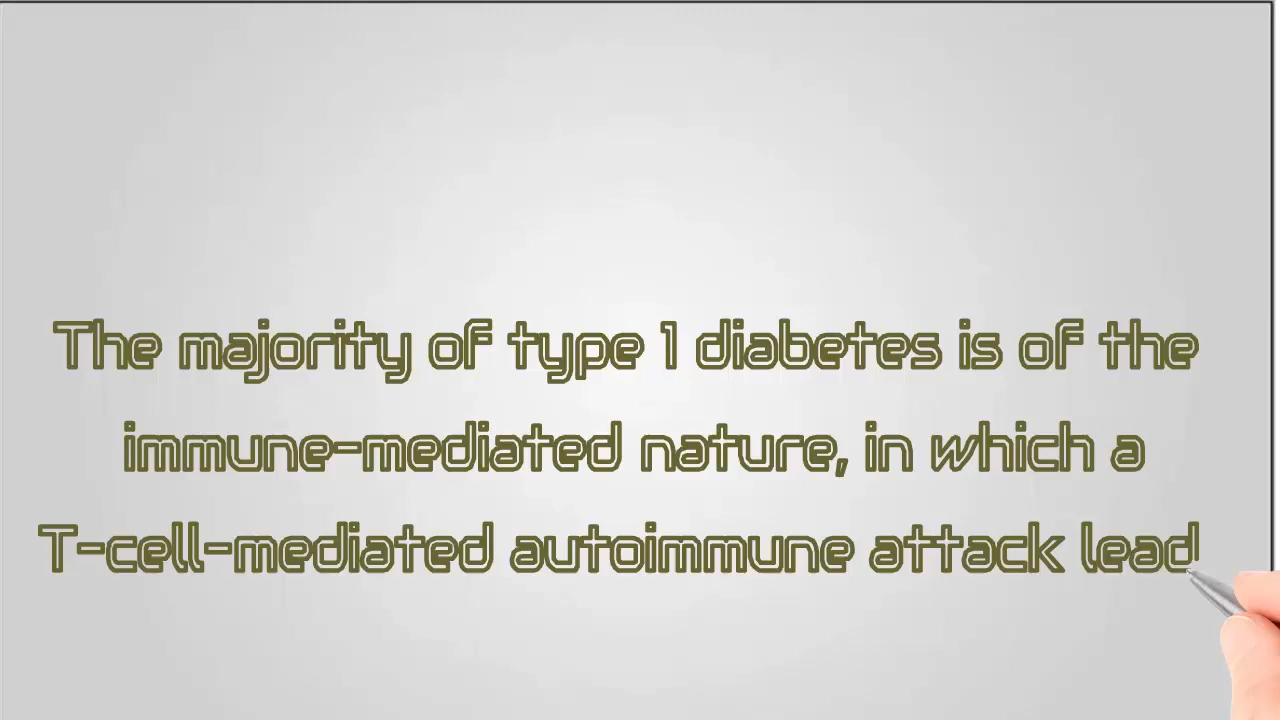 The majority of type 1 diabetes is of the
immune-mediated nature, in which a
T-cell-mediated autoimmune attack lead